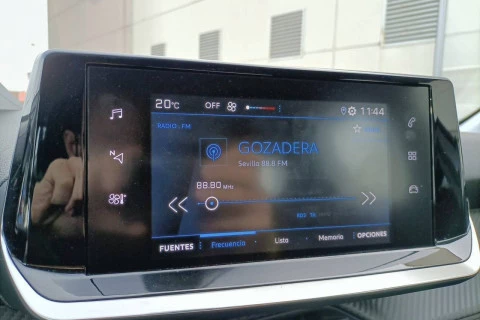 20°C OFF 11:44
RADIO : FM
GOZADERA
Sevilla 88.8 FM
N
88.80 MHz
FUENTES Frecuencia Lista Memoria OPCIONES